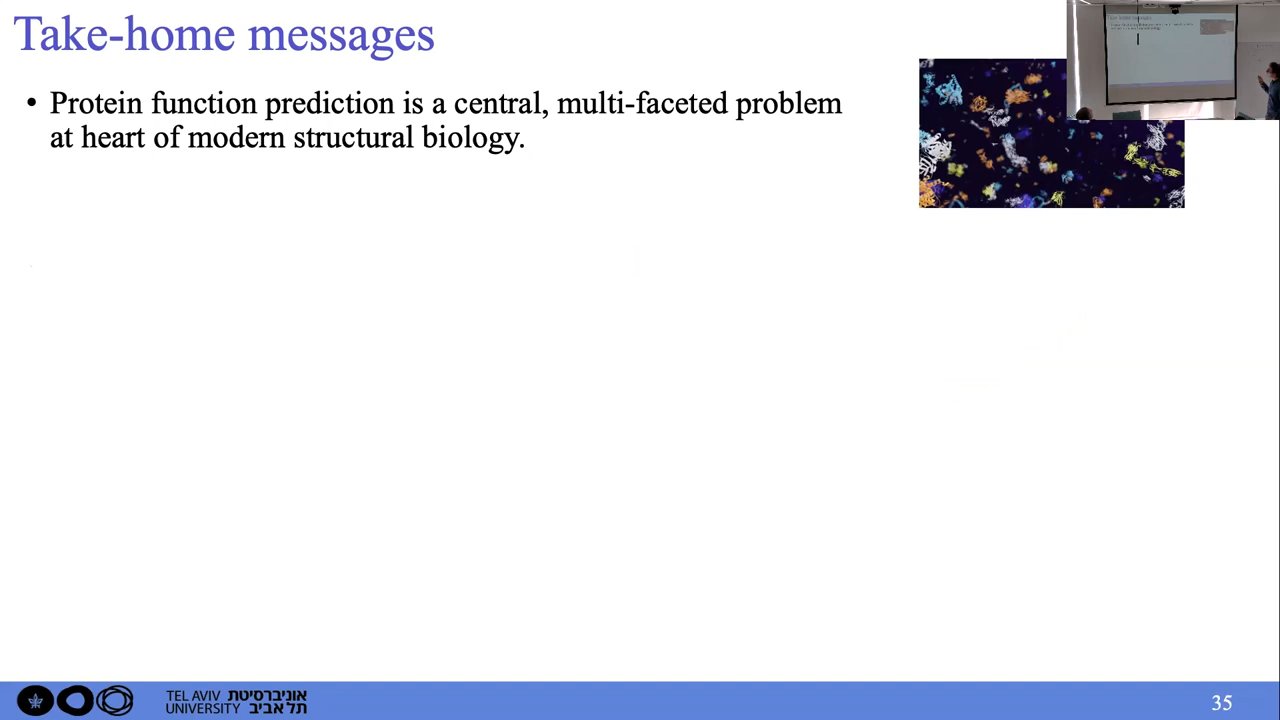 Take-home messages
• Protein function prediction is a central, multi-faceted problem
at heart of modern structural biology.
TEL AVIV אוניברסיטת
UNIVERSITY תל אביב
35